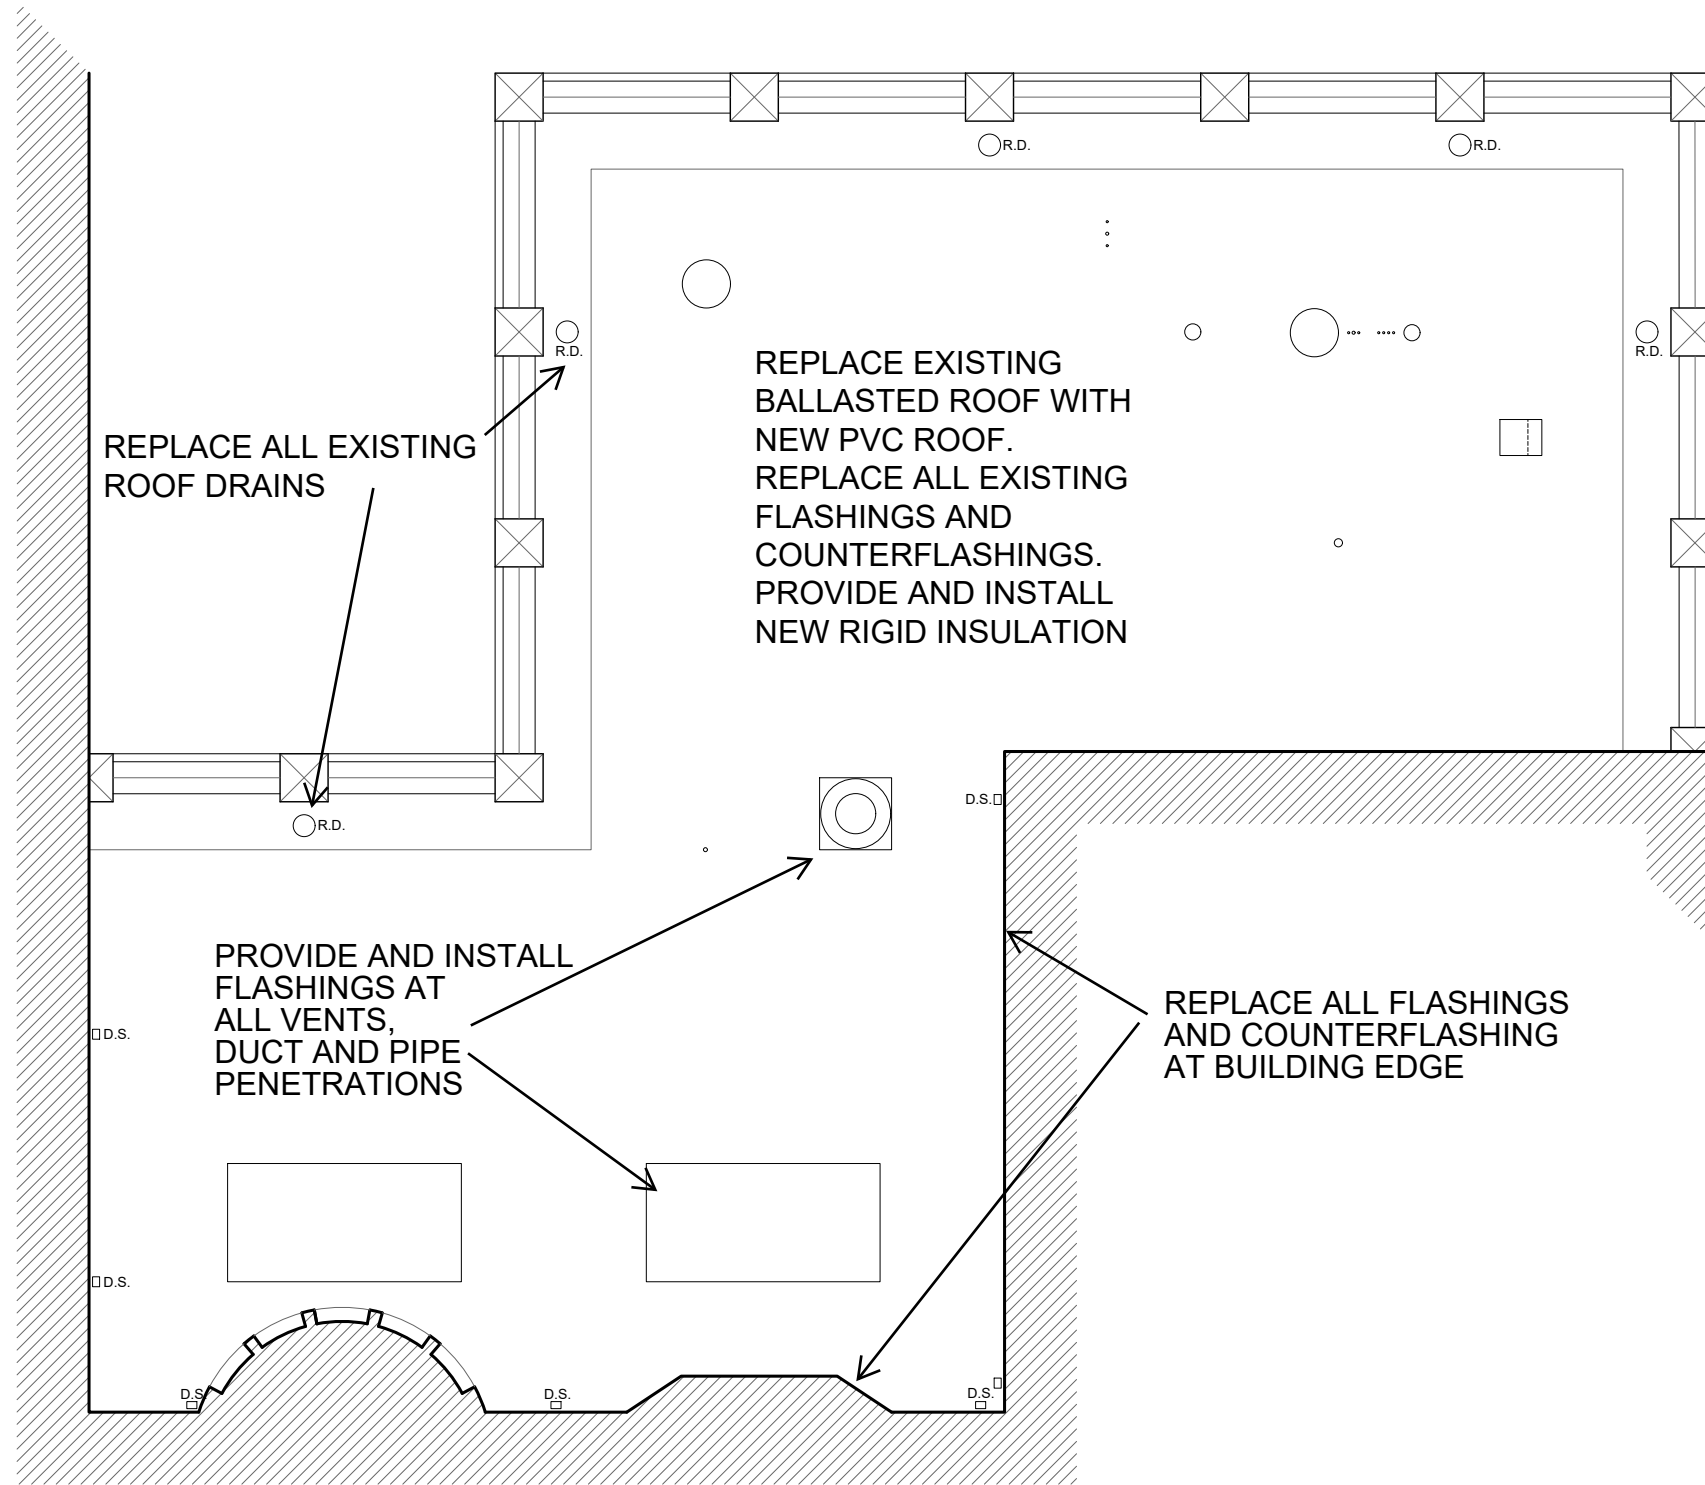 R.D.
R.D.
R.D.
R.D.
REPLACE EXISTING
BALLASTED ROOF WITH
NEW PVC ROOF.
REPLACE ALL EXISTING
FLASHINGS AND
COUNTERFLASHINGS.
PROVIDE AND INSTALL
NEW RIGID INSULATION
REPLACE ALL EXISTING
ROOF DRAINS
D.S.
R.D.
PROVIDE AND INSTALL
FLASHINGS AT
ALL VENTS,
DUCT AND PIPE
PENETRATIONS
REPLACE ALL FLASHINGS
AND COUNTERFLASHING
AT BUILDING EDGE
D.S.
D.S.
D.S.
D.S.
D.S.